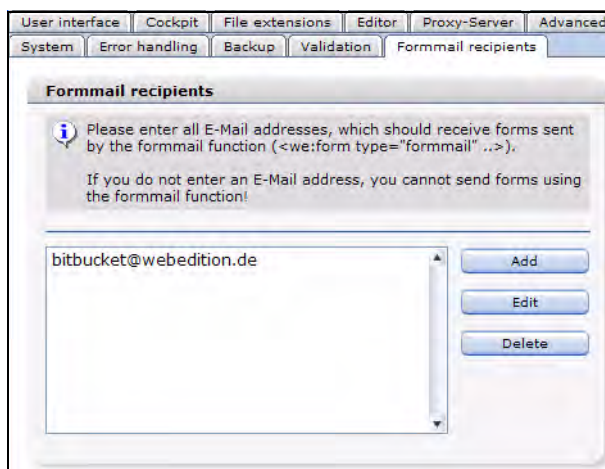 User interface Cockpit File extensions Editor Proxy-Server Advanced
System Error handling Backup Validation Formmail recipients
Formmail recipients
Please enter all E-Mail addresses, which should receive forms sent
by the formmail function (<we:form type="formmail" ..>).
If you do not enter an E-Mail address, you cannot send forms using
the formmail function!
bitbucket@webedition.de
Add
Edit
Delete